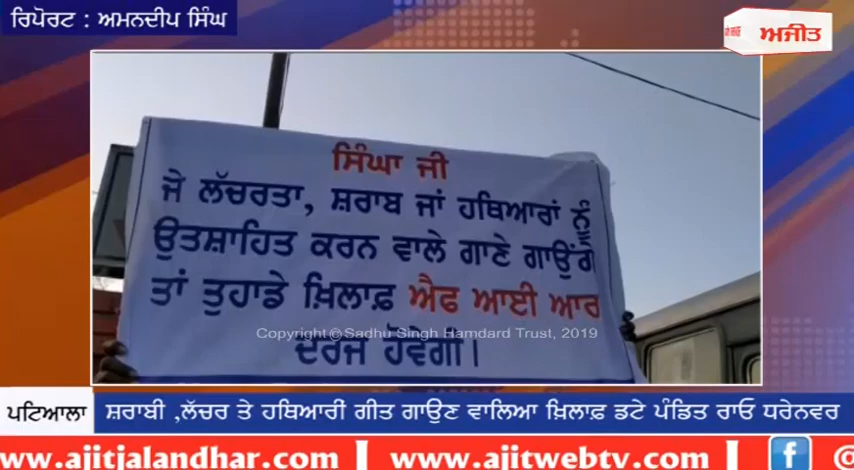 ਰਿਪੋਰਟ : ਅਮਨਦੀਪ ਸਿੰਘ
ਅਜੀਤ
ਸਿੰਘਾ ਜੀ
ਜੇ ਲੱਚਰਤਾ, ਸ਼ਰਾਬ ਜਾਂ ਹਥਿਆਰਾਂ ਨੂੰ
ਉਤਸ਼ਾਹਿਤ ਕਰਨ ਵਾਲੇ ਗਾਣੇ ਗਾਉਂਗੇ
ਤਾਂ ਤੁਹਾਡੇ ਖ਼ਿਲਾਫ਼ ਐਫ ਆਈ ਆਰ
Copyright © Sadhu Singh Hamdard Trust, 2019
ਦਰਜ ਹੋਵੇਗੀ।
ਪਟਿਆਲਾ
ਸ਼ਰਾਬੀ ,ਲੱਚਰ ਤੇ ਹਥਿਆਰੀਂ ਗੀਤ ਗਾਉਣ ਵਾਲਿਆ ਖ਼ਿਲਾਫ਼ ਡਟੇ ਪੰਡਿਤ ਰਾਓ ਧਰੇਨਵਰ
www.ajitjalandhar.com | www.ajitwebtv.com | f @